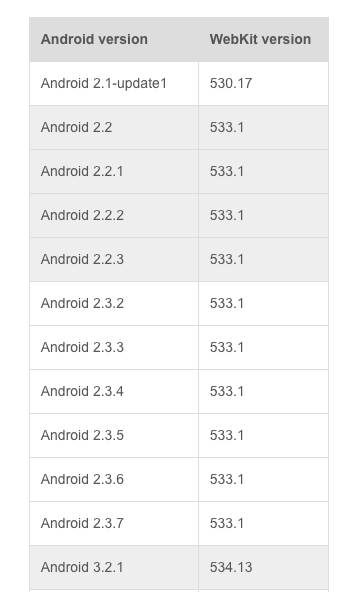 Android version WebKit version
Android 2.1-update1 530.17
Android 2.2 533.1
Android 2.2.1 533.1
Android 2.2.2 533.1
Android 2.2.3 533.1
Android 2.3.2 533.1
Android 2.3.3 533.1
Android 2.3.4 533.1
Android 2.3.5 533.1
Android 2.3.6 533.1
Android 2.3.7 533.1
Android 3.2.1 534.13